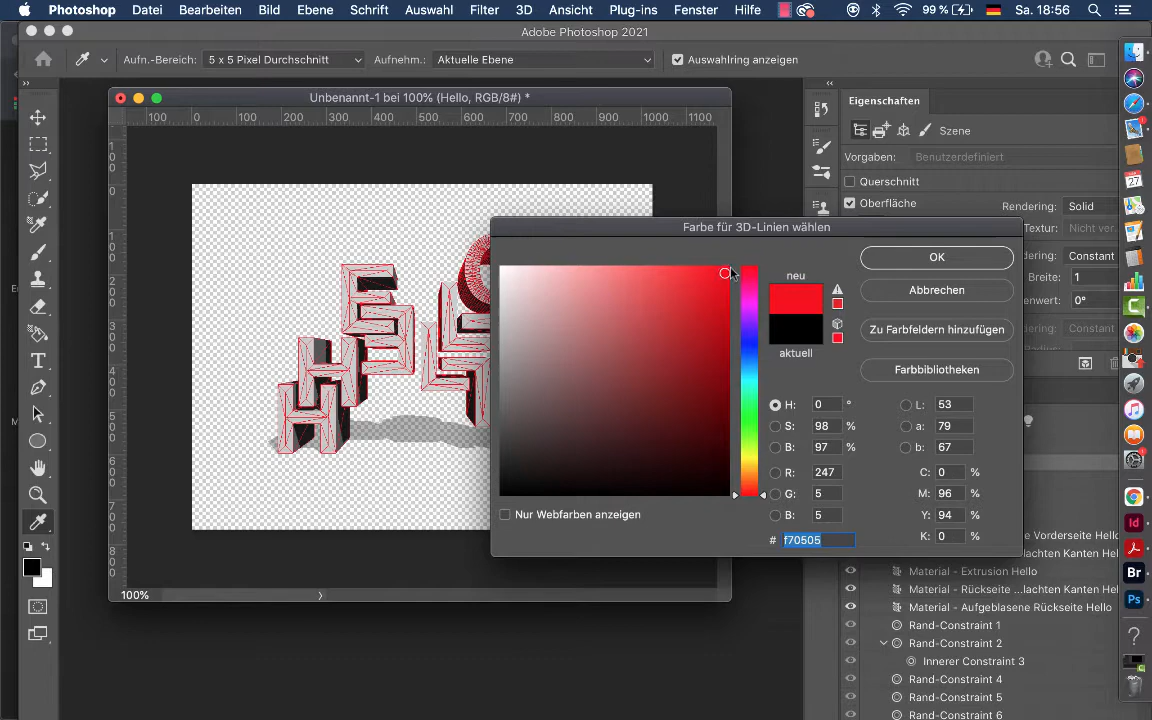 Photoshop Datei Bearbeiten Bild Ebene Schrift Auswahl Filter 3D Ansicht Plug-ins Fenster Hilfe 99 % Sa. 18:56
Adobe Photoshop 2021
Aufn.-Bereich: 5 x 5 Pixel Durchschnitt Aufnehm.: Aktuelle Ebene Auswahlring anzeigen
Unbenannt-1 bei 100% (Hello, RGB/8#) *
100 0 100 200 300 400 500 600 700 800 900 1000 1100
Eigenschaften
Szene
Vorgaben: Benutzerdefiniert
Querschnitt
Oberfläche Rendering: Solid
Textur: Nicht ver
Constant
Breite: 1
enwert: 0°
Rendering: Constant
Farbe für 3D-Linien wählen
neu
aktuell
OK
Abbrechen
Zu Farbfeldern hinzufügen
Farbbibliotheken
H: 0 ° L: 53
S: 98 % a: 79
B: 97 % b: 67
R: 247 C: 0 %
G: 5 M: 96 %
B: 5 Y: 94 %
# f70505 K: 0 %
Nur Webfarben anzeigen
100%
e Vorderseite Hello
lachten Kanten He
Material - Extrusion Hello
Material - Rückseite ...lachten Kanten Hel
Material - Aufgeblasene Rückseite Hello
Rand-Constraint 1
Rand-Constraint 2
Innerer Constraint 3
Rand-Constraint 4
Rand-Constraint 5
Rand-Constraint 6